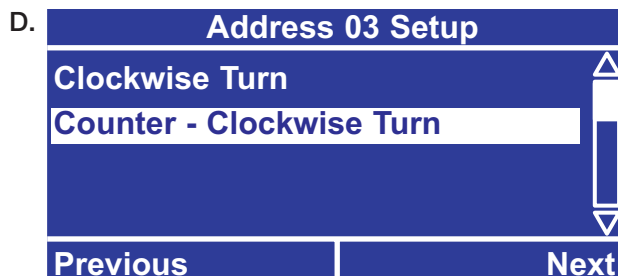 D.
Address 03 Setup
Clockwise Turn
Counter - Clockwise Turn
Previous
Next